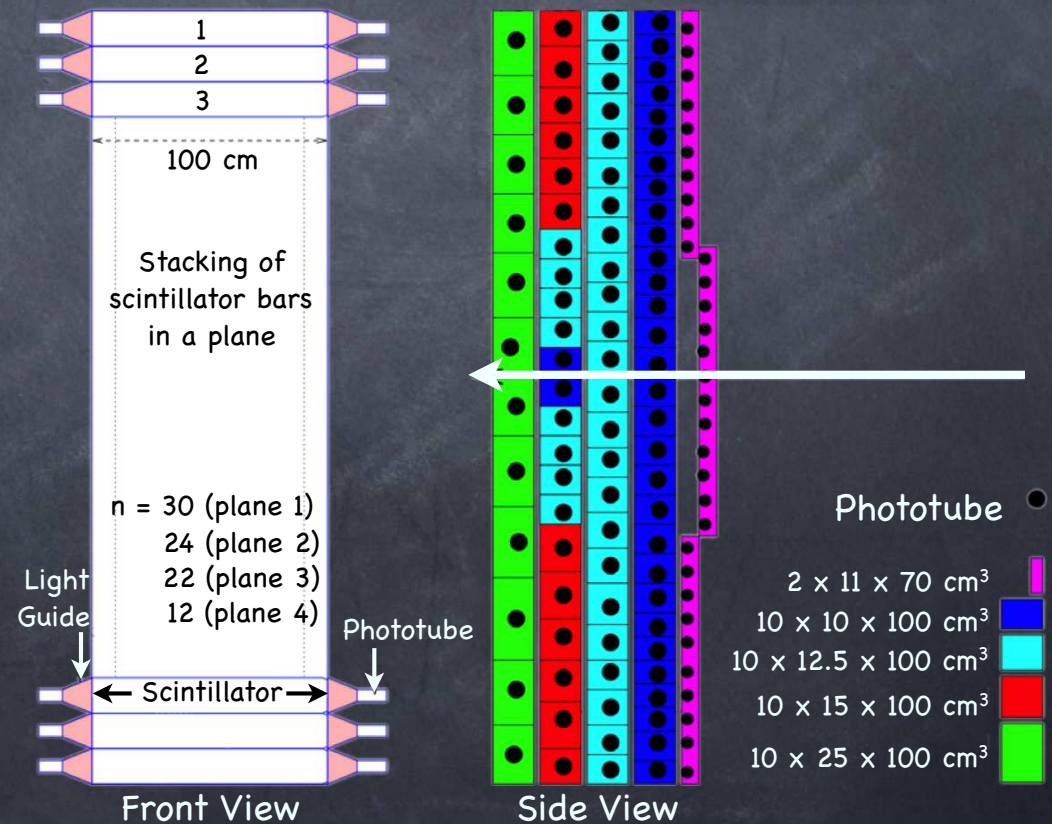 1
2
3
100 cm
Stacking of
scintillator bars
in a plane
n = 30 (plane 1)
24 (plane 2)
22 (plane 3)
12 (plane 4)
Light
Guide
Phototube
Scintillator
Front View
Side View
Phototube
2 x 11 x 70 cm³
10 x 10 x 100 cm³
10 x 12.5 x 100 cm³
10 x 15 x 100 cm³
10 x 25 x 100 cm³